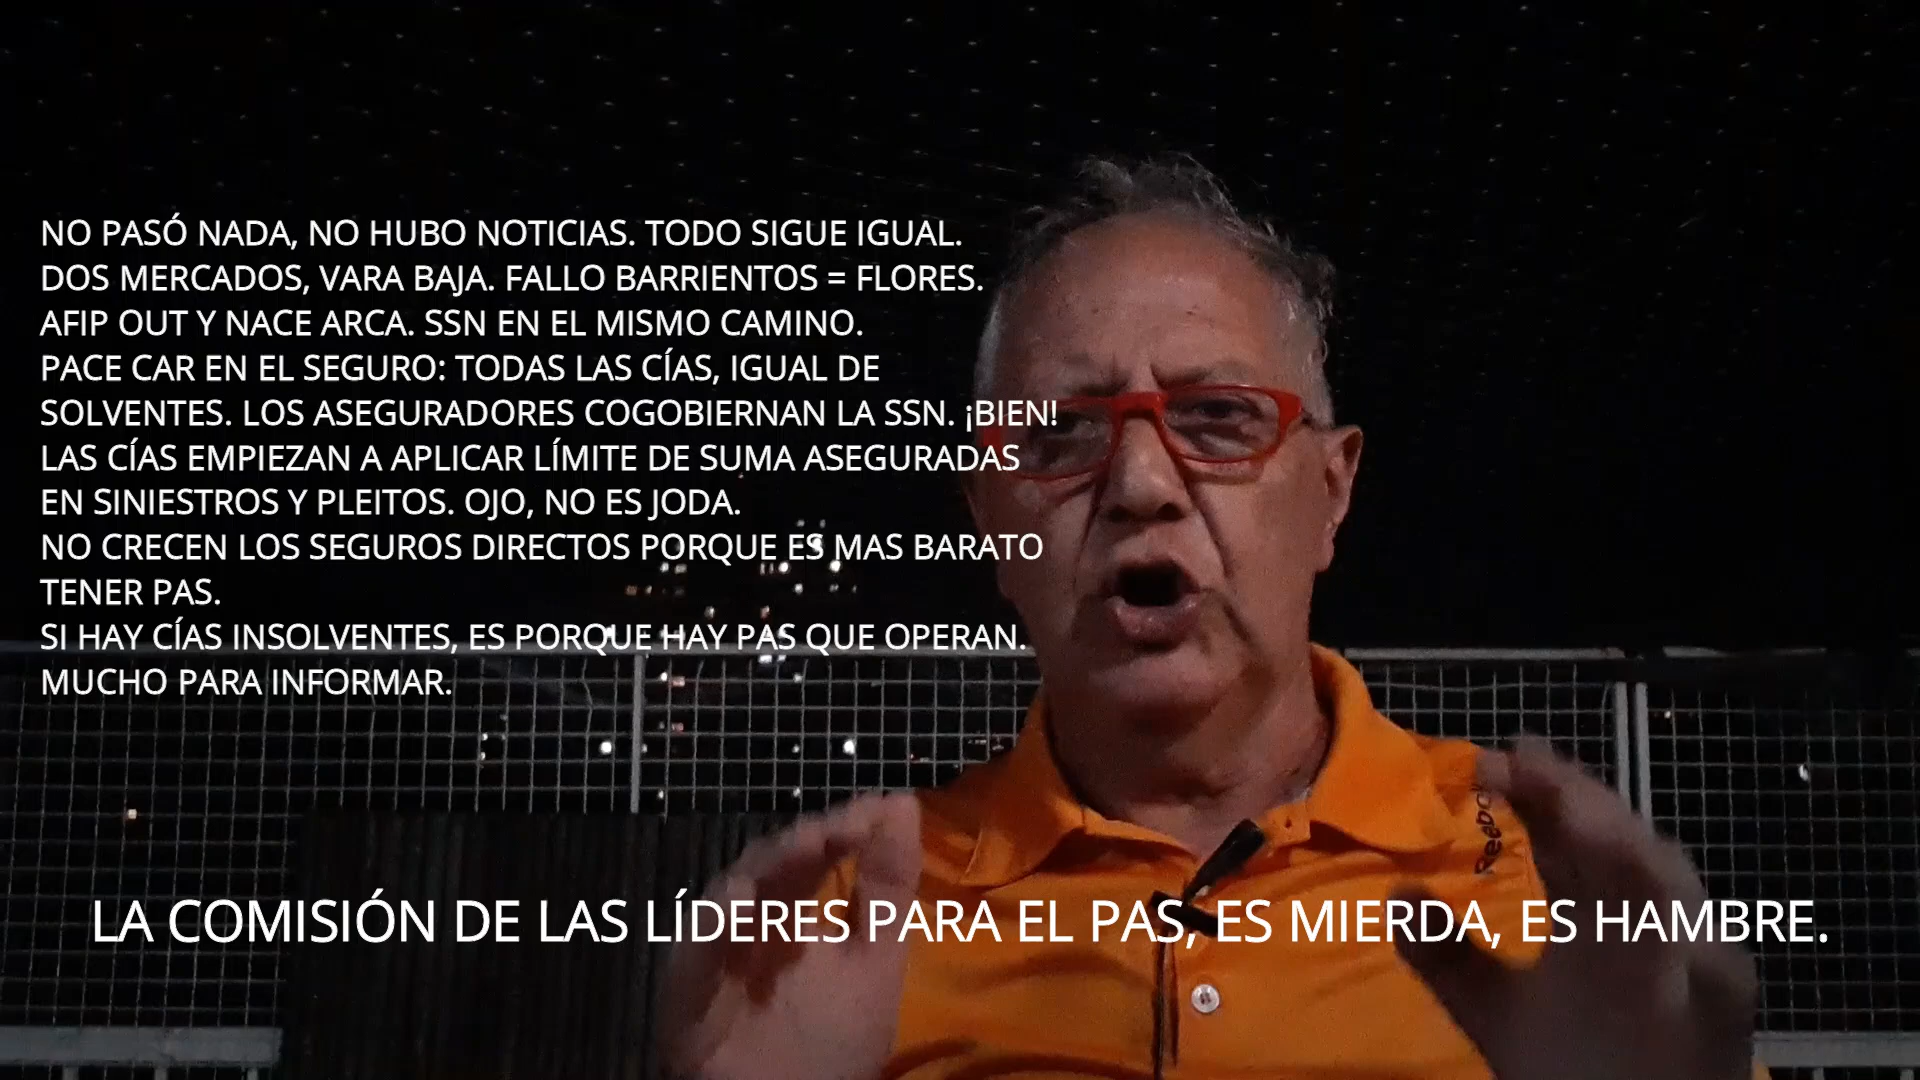 NO PASÓ NADA, NO HUBO NOTICIAS. TODO SIGUE IGUAL.
DOS MERCADOS, VARA BAJA. FALLO BARRIENTOS = FLORES.
AFIP OUT Y NACE ARCA. SSN EN EL MISMO CAMINO.
PACE CAR EN EL SEGURO: TODAS LAS CÍAS, IGUAL DE
SOLVENTES. LOS ASEGURADORES COGOBIERNAN LA SSN. ¡BIEN!
LAS CÍAS EMPIEZAN A APLICAR LÍMITE DE SUMA ASEGURADAS
EN SINIESTROS Y PLEITOS. OJO, NO ES JODA.
NO CRECEN LOS SEGUROS DIRECTOS PORQUE ES MAS BARATO
TENER PAS.
SI HAY CÍAS INSOLVENTES, ES PORQUE HAY PAS QUE OPERAN.
MUCHO PARA INFORMAR.
Reebok
LA COMISIÓN DE LAS LÍDERES PARA EL PAS, ES MIERDA, ES HAMBRE.